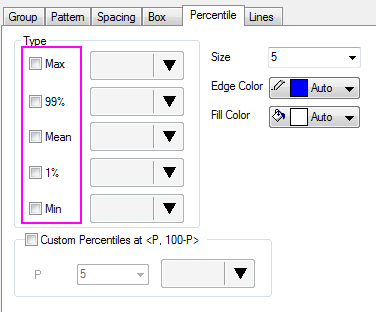 Group Pattern Spacing Box Percentile Lines
Type
Max
99%
Mean
1%
Min
Size 5
Edge Color Auto
Fill Color Auto
Custom Percentiles at <P, 100-P>
P 5